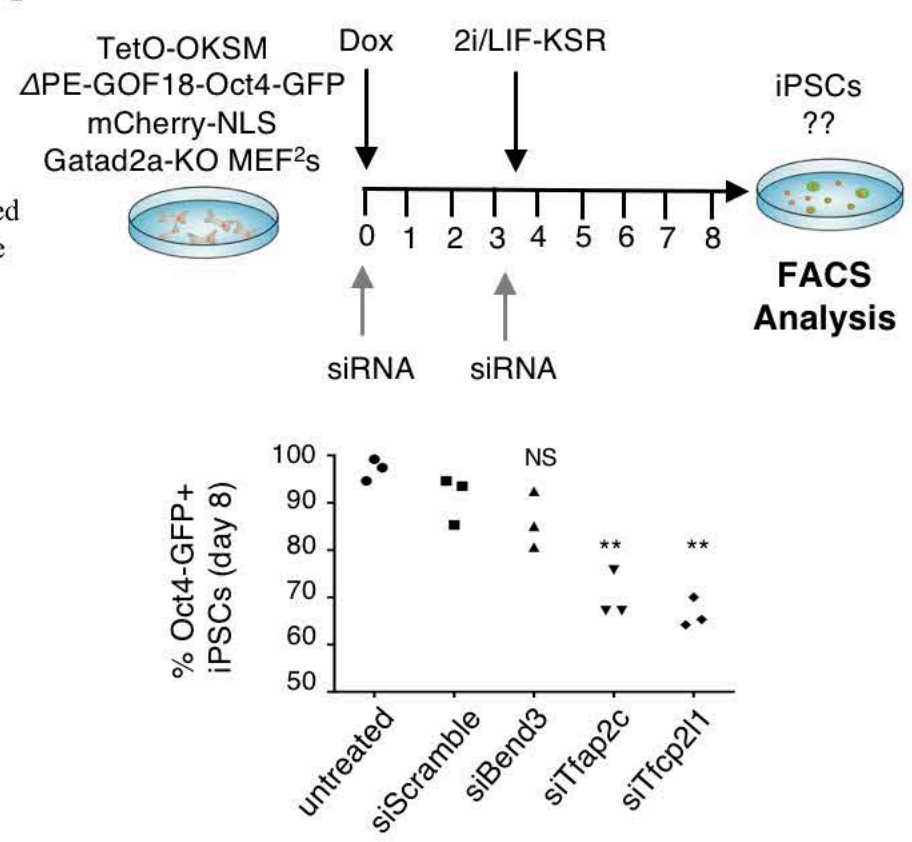 TetO-OKSM
ΔPE-GOF18-Oct4-GFP
mCherry-NLS
Gatad2a-KO MEF²s
Dox
2i/LIF-KSR
iPSCs
??
0 1 2 3 4 5 6 7 8
siRNA
siRNA
FACS
Analysis
% Oct4-GFP+
iPSCs (day 8)
100
90
80
70
60
50
NS
**
**
untreated
siScramble
siBend3
siTfap2c
siTfcp2l1